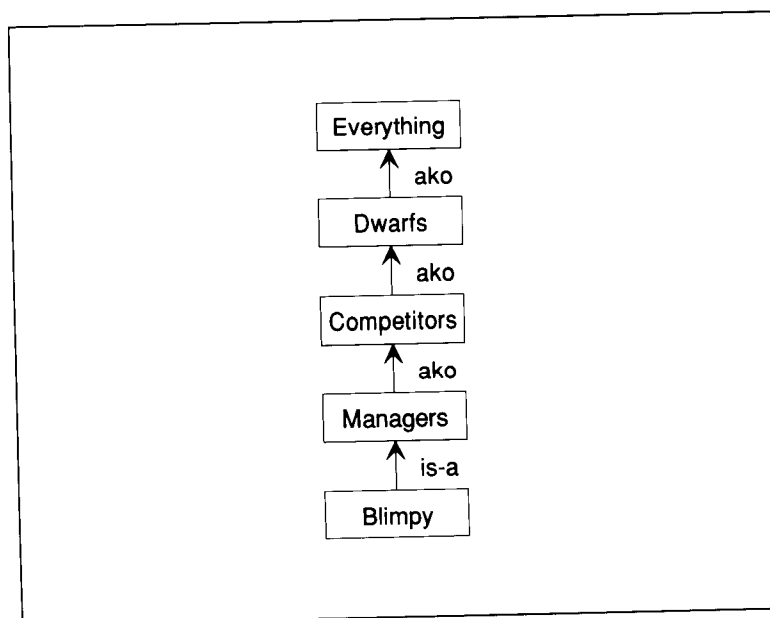 Everything
ako
Dwarfs
ako
Competitors
ako
Managers
is-a
Blimpy